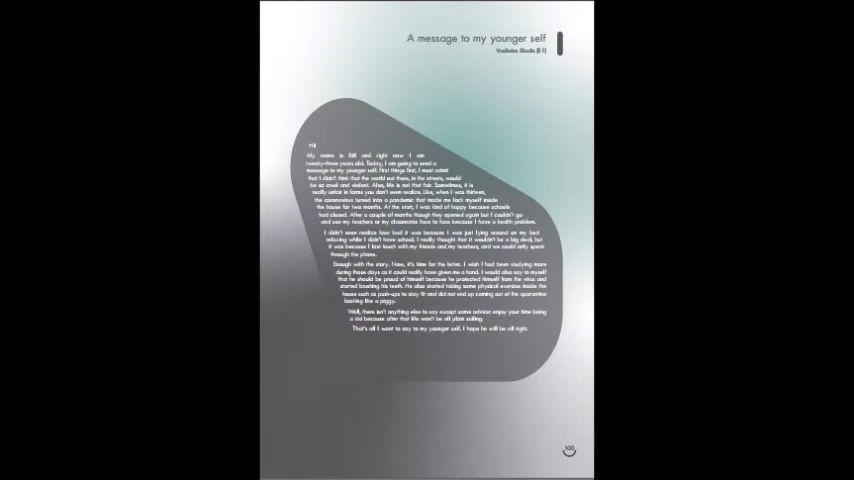 A message to my younger self
Hi!
My name is Bill and right now I am
twenty-three years old. Today, I am going to send a
message to my younger self. First things first, I must admit
that I didn't think that the world out there, in the streets, would
be so cruel and violent. Also, life is not that fair. Sometimes, it is
really unfair in forms you don't even realize. Like, when I was thirteen,
the coronavirus turned into a pandemic that made me lock myself inside
the house for two months. At the start, I was kind of happy because schools
had closed. After a couple of months though they opened again but I couldn't go
and see my teachers or my classmates face to face because I have a health problem.
I didn't even realize how bad it was because I was just lying around on my bed
relaxing while I didn't have school. I really thought that it wouldn't be a big deal, but
it was because I lost touch with my friends and my teachers, and we could only speak
through the phone.
Enough with the story. Now, it's time for the letter. I wish I had been studying more
during those days as it could really have given me a hand. I would also say to myself
that he should be proud of himself because he protected himself from the virus and
started brushing his teeth. He also started taking some physical exercise inside the
house such as push-ups to stay fit and did not end up coming out of the quarantine
looking like a piggy.
Well, there isn't anything else to say except some advice: enjoy your time being
a kid because after that life won't be all plain sailing.
That's all I want to say to my younger self. I hope he will be all right.
100